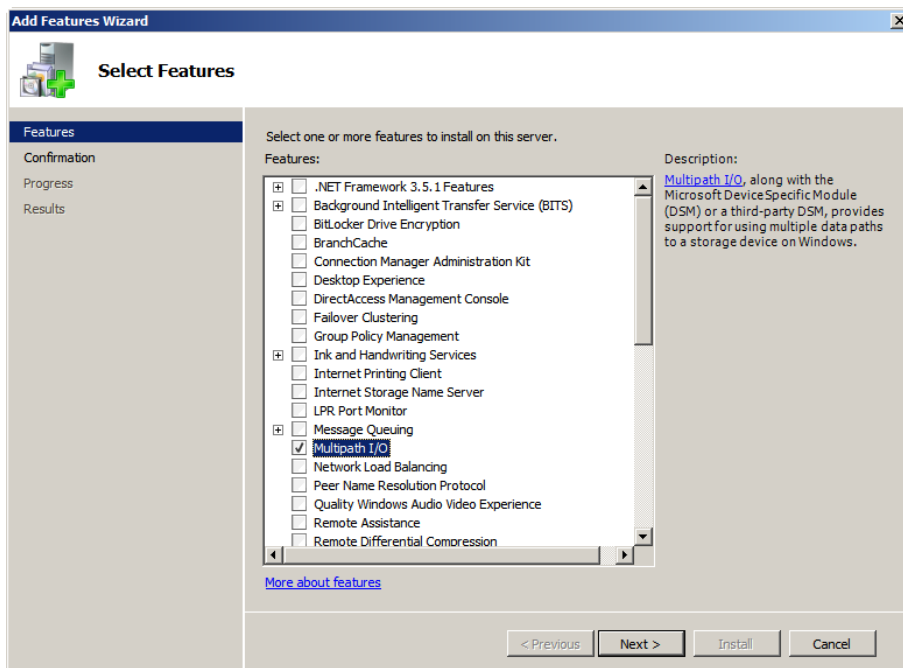 Add Features Wizard
Select Features
Features
Confirmation
Progress
Results
Select one or more features to install on this server.
Features:
.NET Framework 3.5.1 Features
Background Intelligent Transfer Service (BITS)
BitLocker Drive Encryption
BranchCache
Connection Manager Administration Kit
Desktop Experience
DirectAccess Management Console
Failover Clustering
Group Policy Management
Ink and Handwriting Services
Internet Printing Client
Internet Storage Name Server
LPR Port Monitor
Message Queuing
Multipath I/O
Network Load Balancing
Peer Name Resolution Protocol
Quality Windows Audio Video Experience
Remote Assistance
Remote Differential Compression
Description:
Multipath I/O, along with the
Microsoft Device Specific Module
(DSM) or a third-party DSM, provides
support for using multiple data paths
to a storage device on Windows.
More about features
< Previous
Next >
Install
Cancel